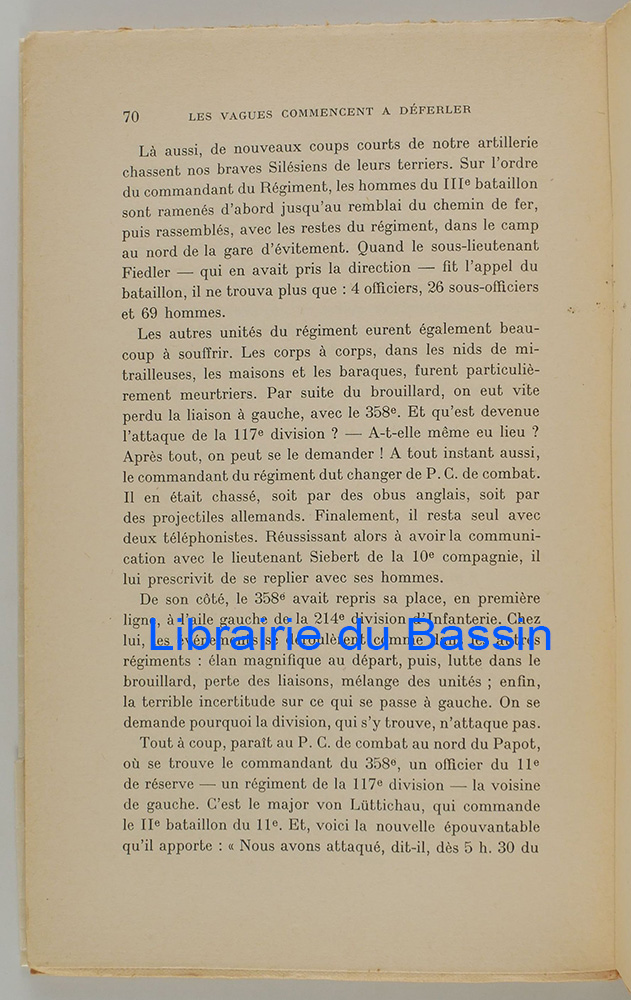 70 LES VAGUES COMMENCENT A DÉFERLER
Là aussi, de nouveaux coups courts de notre artillerie
chassent nos braves Silésiens de leurs terriers. Sur l'ordre
du commandant du Régiment, les hommes du IIIe bataillon
sont ramenés d'abord jusqu'au remblai du chemin de fer,
puis rassemblés, avec les restes du régiment, dans le camp
au nord de la gare d'évitement. Quand le sous-lieutenant
Fiedler — qui en avait pris la direction — fit l'appel du
bataillon, il ne trouva plus que : 4 officiers, 26 sous-officiers
et 69 hommes.
Les autres unités du régiment eurent également beau-
coup à souffrir. Les corps à corps, dans les nids de mi-
trailleuses, les maisons et les baraques, furent particuliè-
rement meurtriers. Par suite du brouillard, on eut vite
perdu la liaison à gauche, avec le 358e. Et qu'est devenue
l'attaque de la 117e division ? — A-t-elle même eu lieu ?
Après tout, on peut se le demander ! A tout instant aussi,
le commandant du régiment dut changer de P. C. de combat.
Il en était chassé, soit par des obus anglais, soit par
des projectiles allemands. Finalement, il resta seul avec
deux téléphonistes. Réussissant alors à avoir la communi-
cation avec le lieutenant Siebert de la 10e compagnie, il
lui prescrivit de se replier avec ses hommes.
De son côté, le 358e avait repris sa place, en première
ligne, à l'aile gauche de la 214e division d'Infanterie. Chez
Librairie du Bassin
lui, les événements se déroulèrent comme dans les autres
régiments : élan magnifique au départ, puis, lutte dans le
brouillard, perte des liaisons, mélange des unités ; enfin,
la terrible incertitude sur ce qui se passe à gauche. On se
demande pourquoi la division, qui s'y trouve, n'attaque pas.
Tout à coup, paraît au P. C. de combat au nord du Papot,
où se trouve le commandant du 358e, un officier du 11e
de réserve — un régiment de la 117e division — la voisine
de gauche. C'est le major von Lüttichau, qui commande
le IIe bataillon du 11e. Et, voici la nouvelle épouvantable
qu'il apporte : « Nous avons attaqué, dit-il, dès 5 h. 30 du